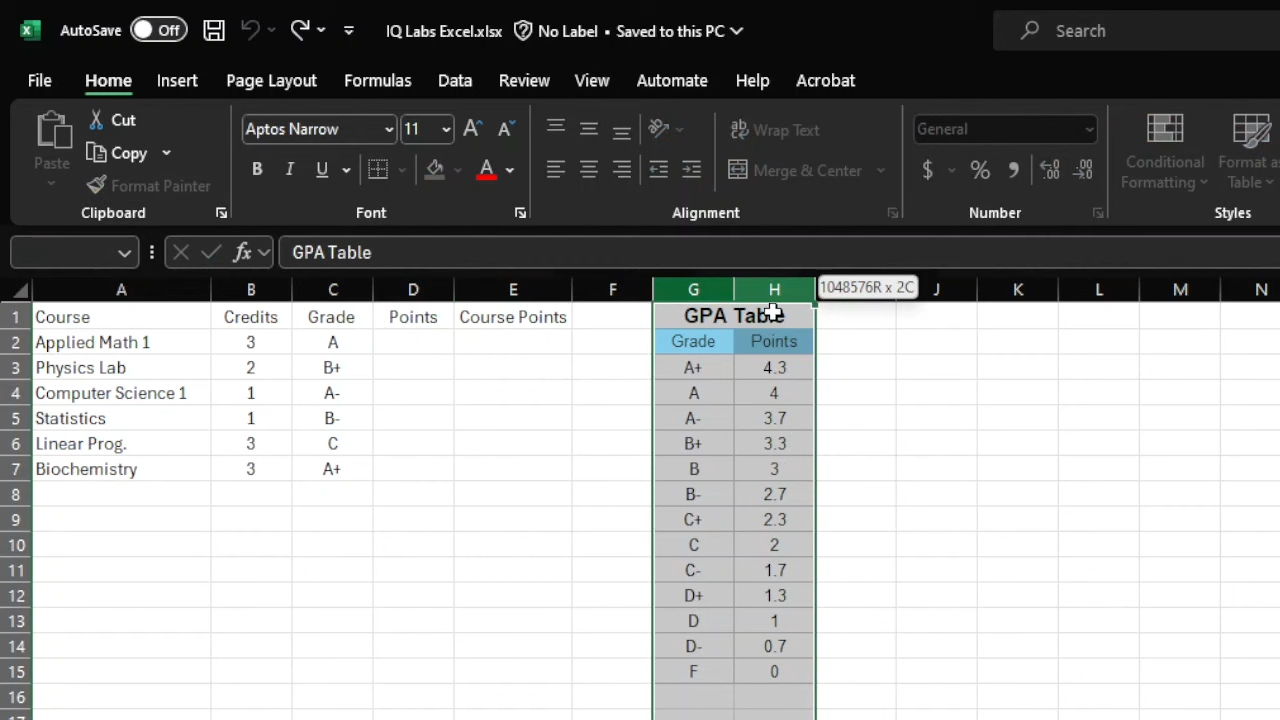 AutoSave Off IQ Labs Excel.xlsx No Label • Saved to this PC Search
File Home Insert Page Layout Formulas Data Review View Automate Help Acrobat
Paste Cut Copy Format Painter Clipboard
Aptos Narrow 11 A A B I U A Font
Wrap Text Merge & Center Alignment
General $ % 9 .00 Number
Conditional Formatting Format as Table Styles
fx GPA Table
A B C D E F G H 1048576R x 2C J K L M N
1 Course Credits Grade Points Course Points GPA Table
2 Applied Math 1 3 A Grade Points
3 Physics Lab 2 B+ A+ 4.3
4 Computer Science 1 1 A- A 4
5 Statistics 1 B- A- 3.7
6 Linear Prog. 3 C B+ 3.3
7 Biochemistry 3 A+ B 3
8 B- 2.7
9 C+ 2.3
10 C 2
11 C- 1.7
12 D+ 1.3
13 D 1
14 D- 0.7
15 F 0
16